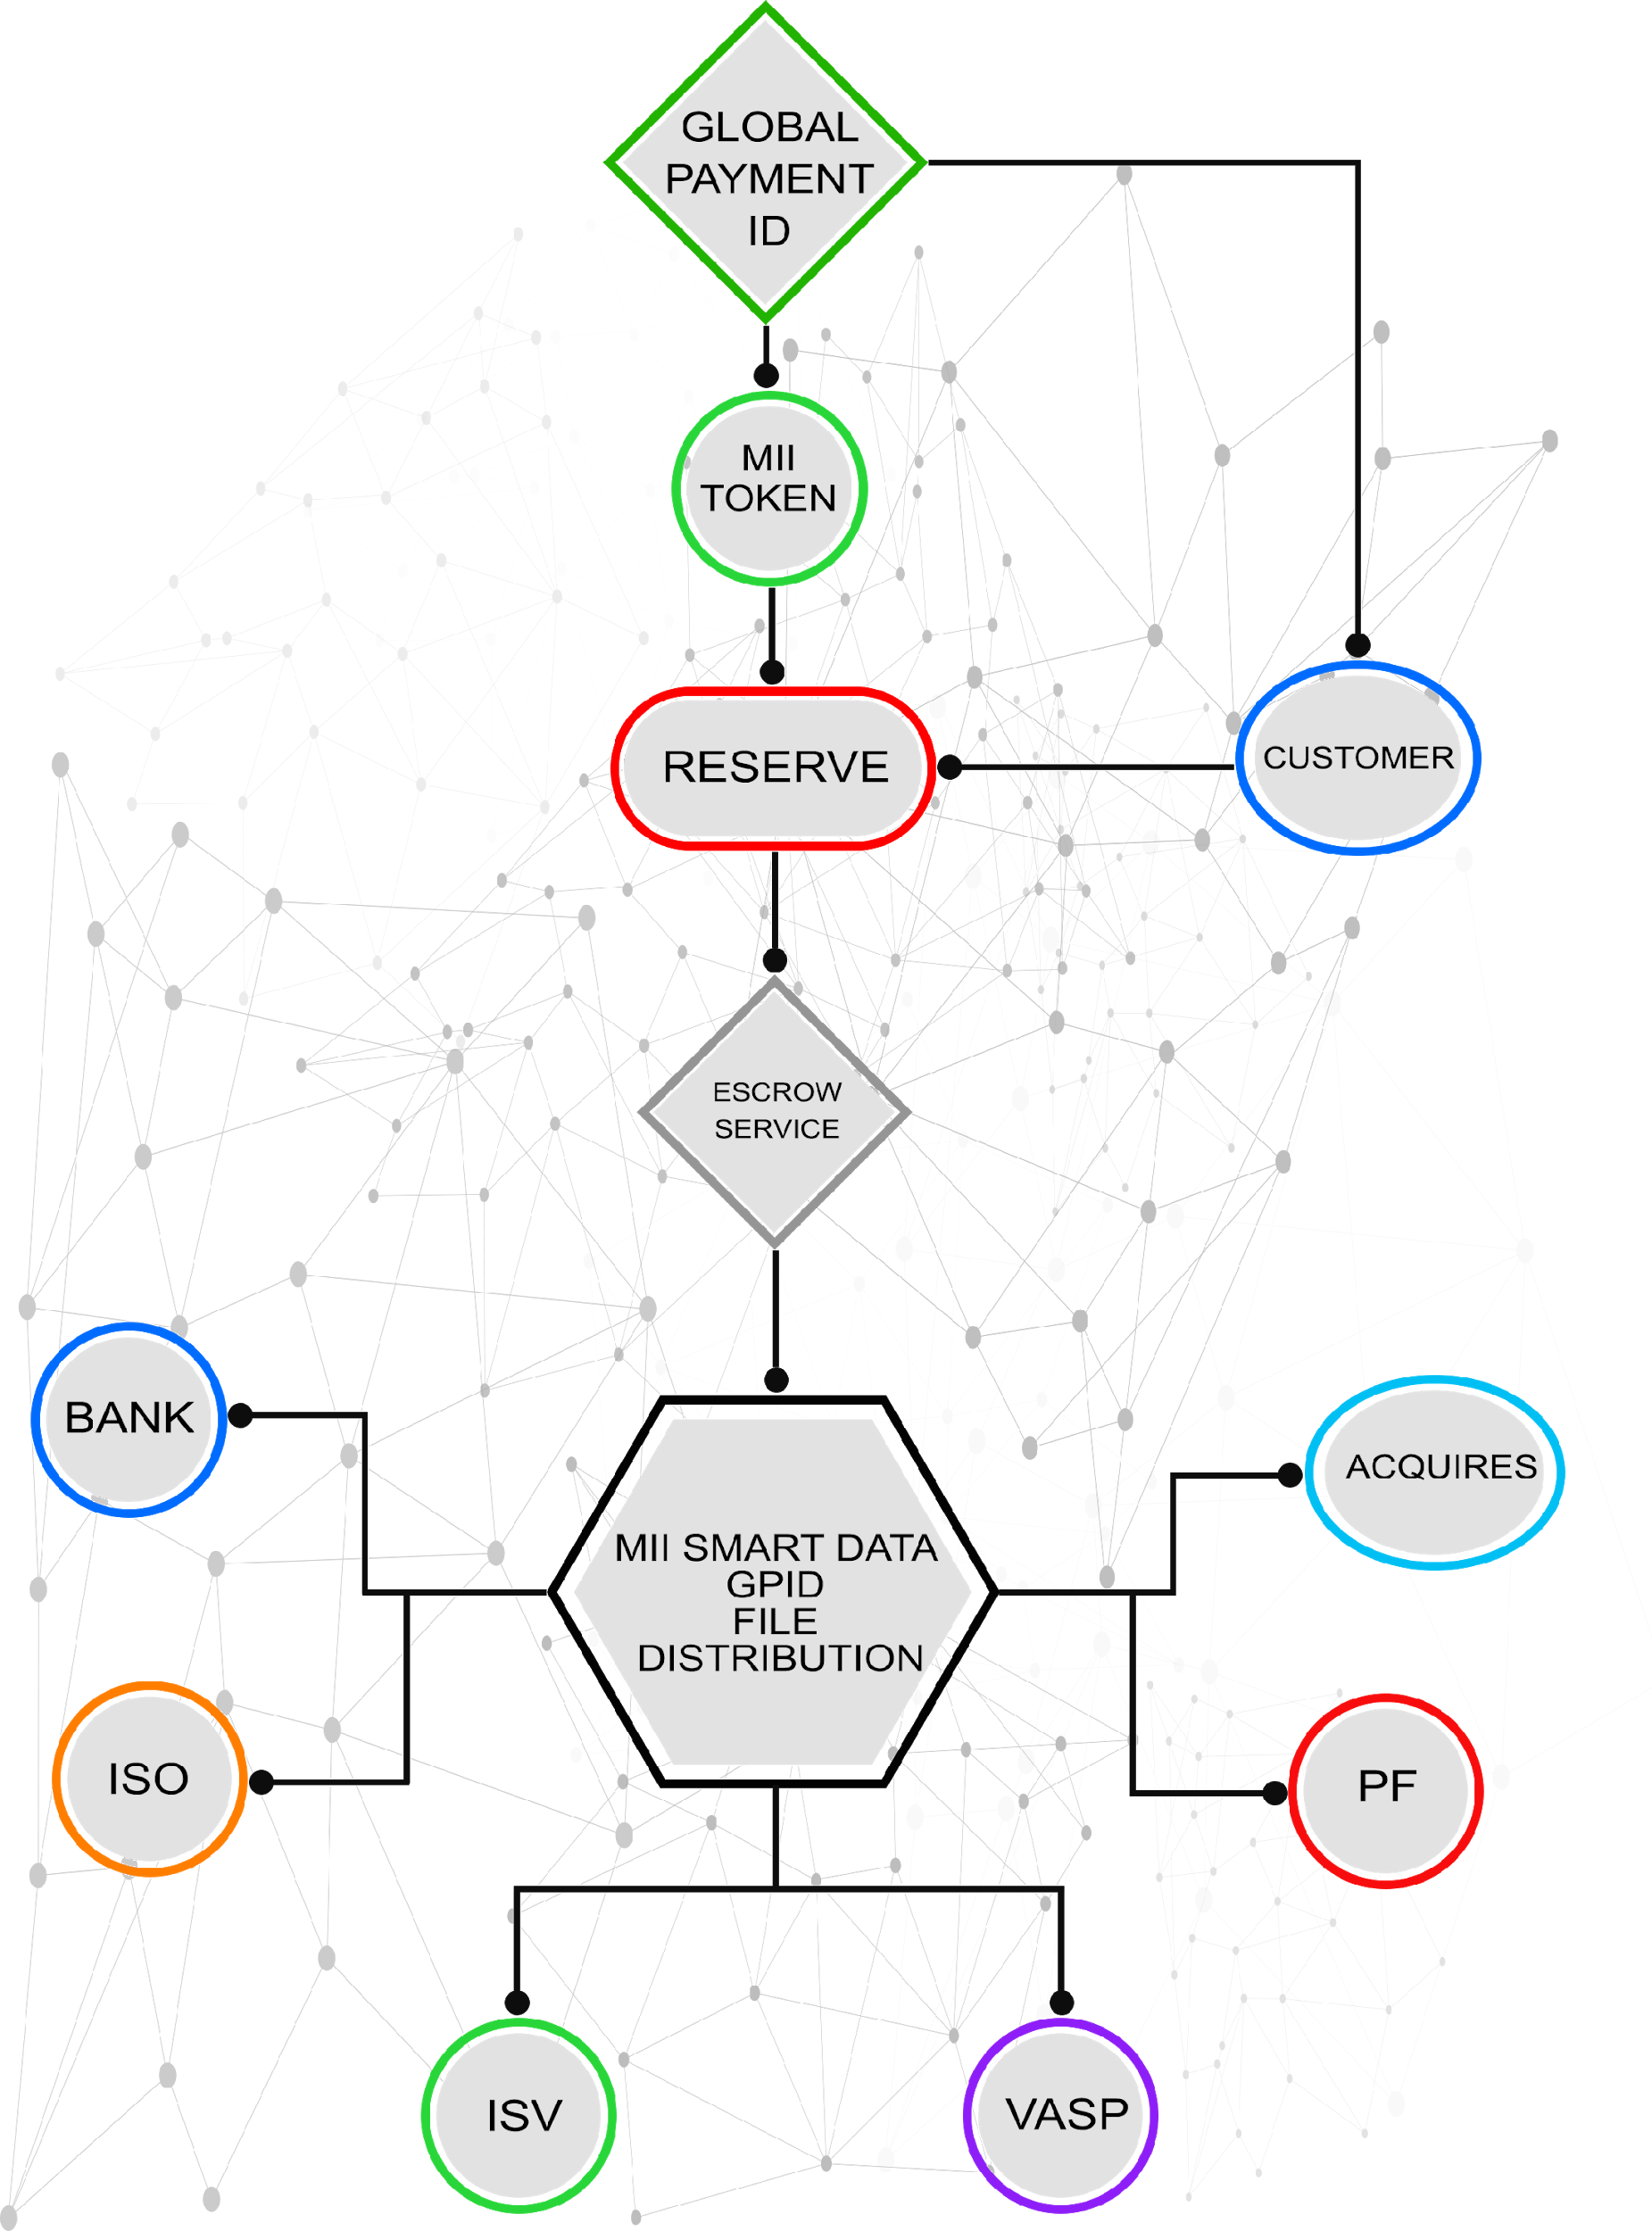 GLOBAL
PAYMENT
ID
MII
TOKEN
RESERVE
CUSTOMER
ESCROW
SERVICE
BANK
ACQUIRES
MII SMART DATA
GPID
FILE
DISTRIBUTION
ISO
PF
ISV
VASP